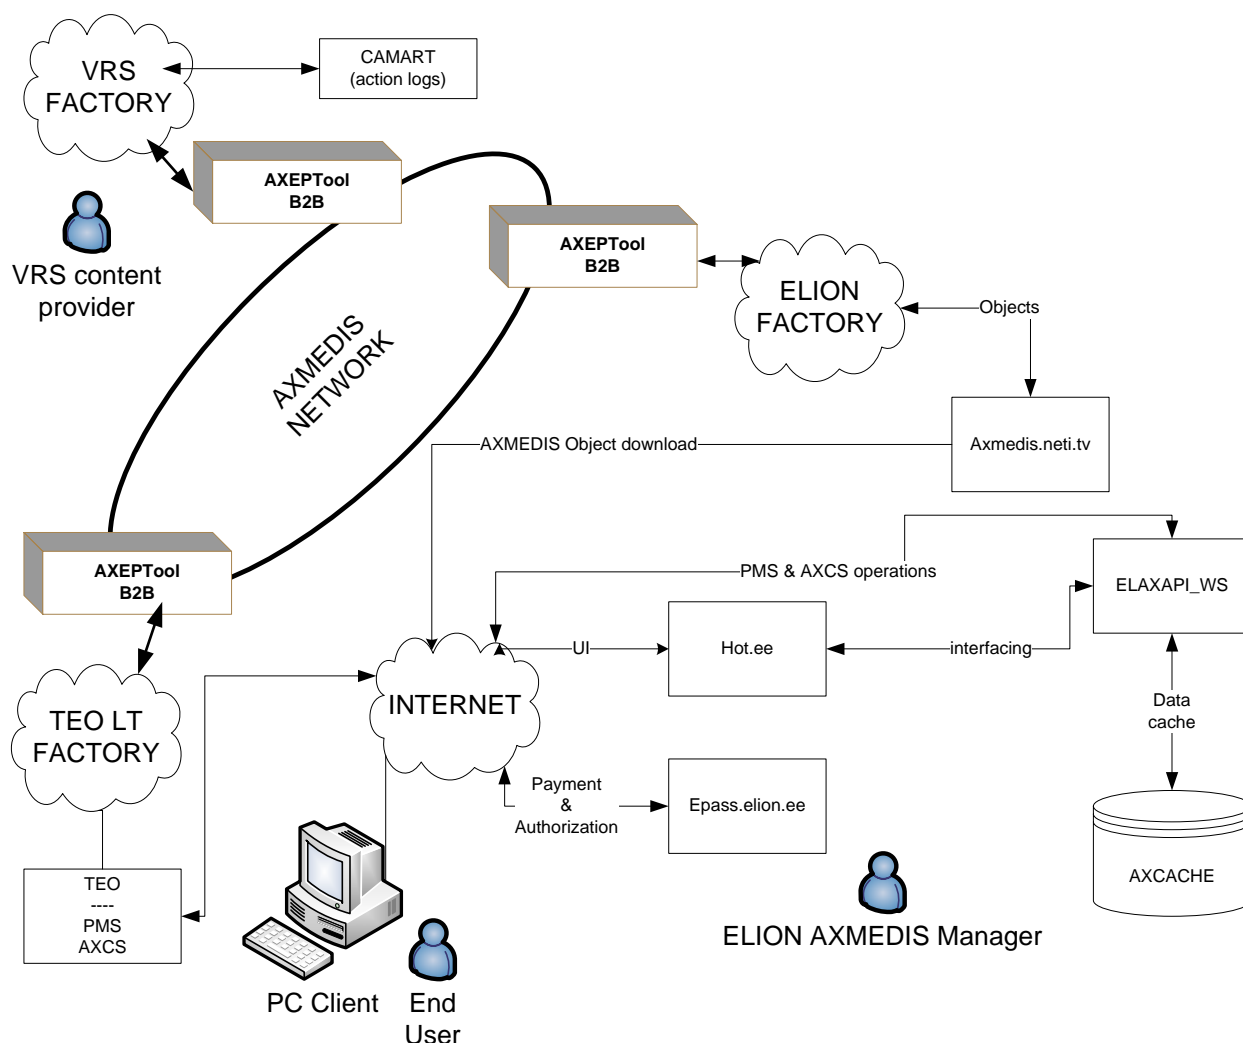 VRS
FACTORY
CAMART
(action logs)
AXEPTool
B2B
AXEPTool
B2B
VRS content
provider
ELION
FACTORY
Objects
AXMEDIS
NETWORK
AXMEDIS Object download
Axmedis.neti.tv
AXEPTool
B2B
PMS & AXCS operations
ELAXAPI_WS
UI
Hot.ee
interfacing
INTERNET
TEO LT
FACTORY
Data
cache
Payment
&
Authorization
Epass.elion.ee
AXCACHE
TEO
----
PMS
AXCS
ELION AXMEDIS Manager
PC Client
End
User